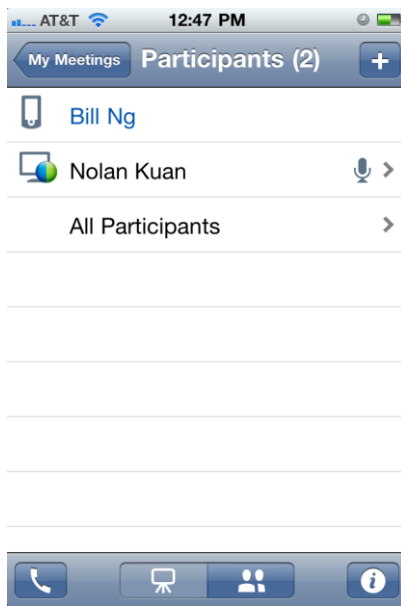 AT&T 12:47 PM
My Meetings Participants (2) +
Bill Ng
Nolan Kuan
All Participants
i